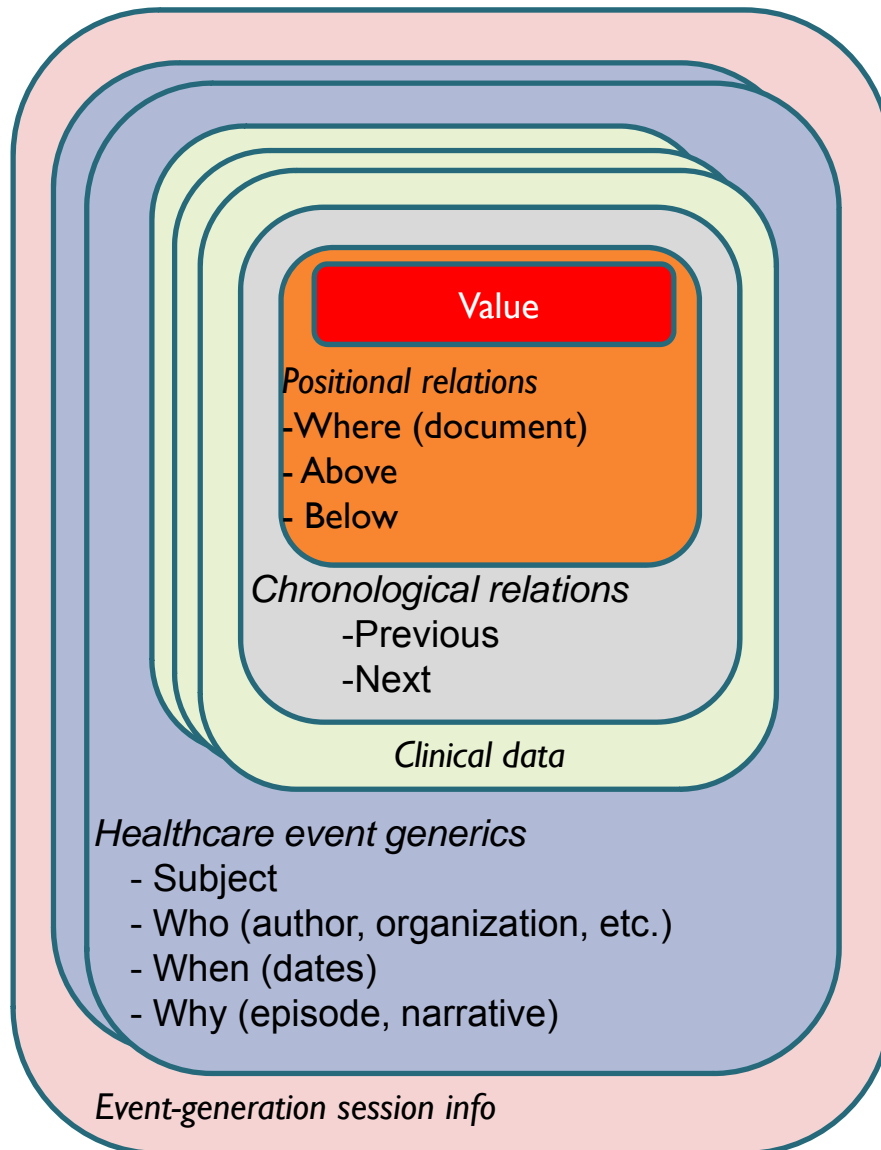 Value
Positional relations
-Where (document)
- Above
- Below
Chronological relations
-Previous
-Next
Clinical data
Healthcare event generics
- Subject
- Who (author, organization, etc.)
- When (dates)
- Why (episode, narrative)
Event-generation session info